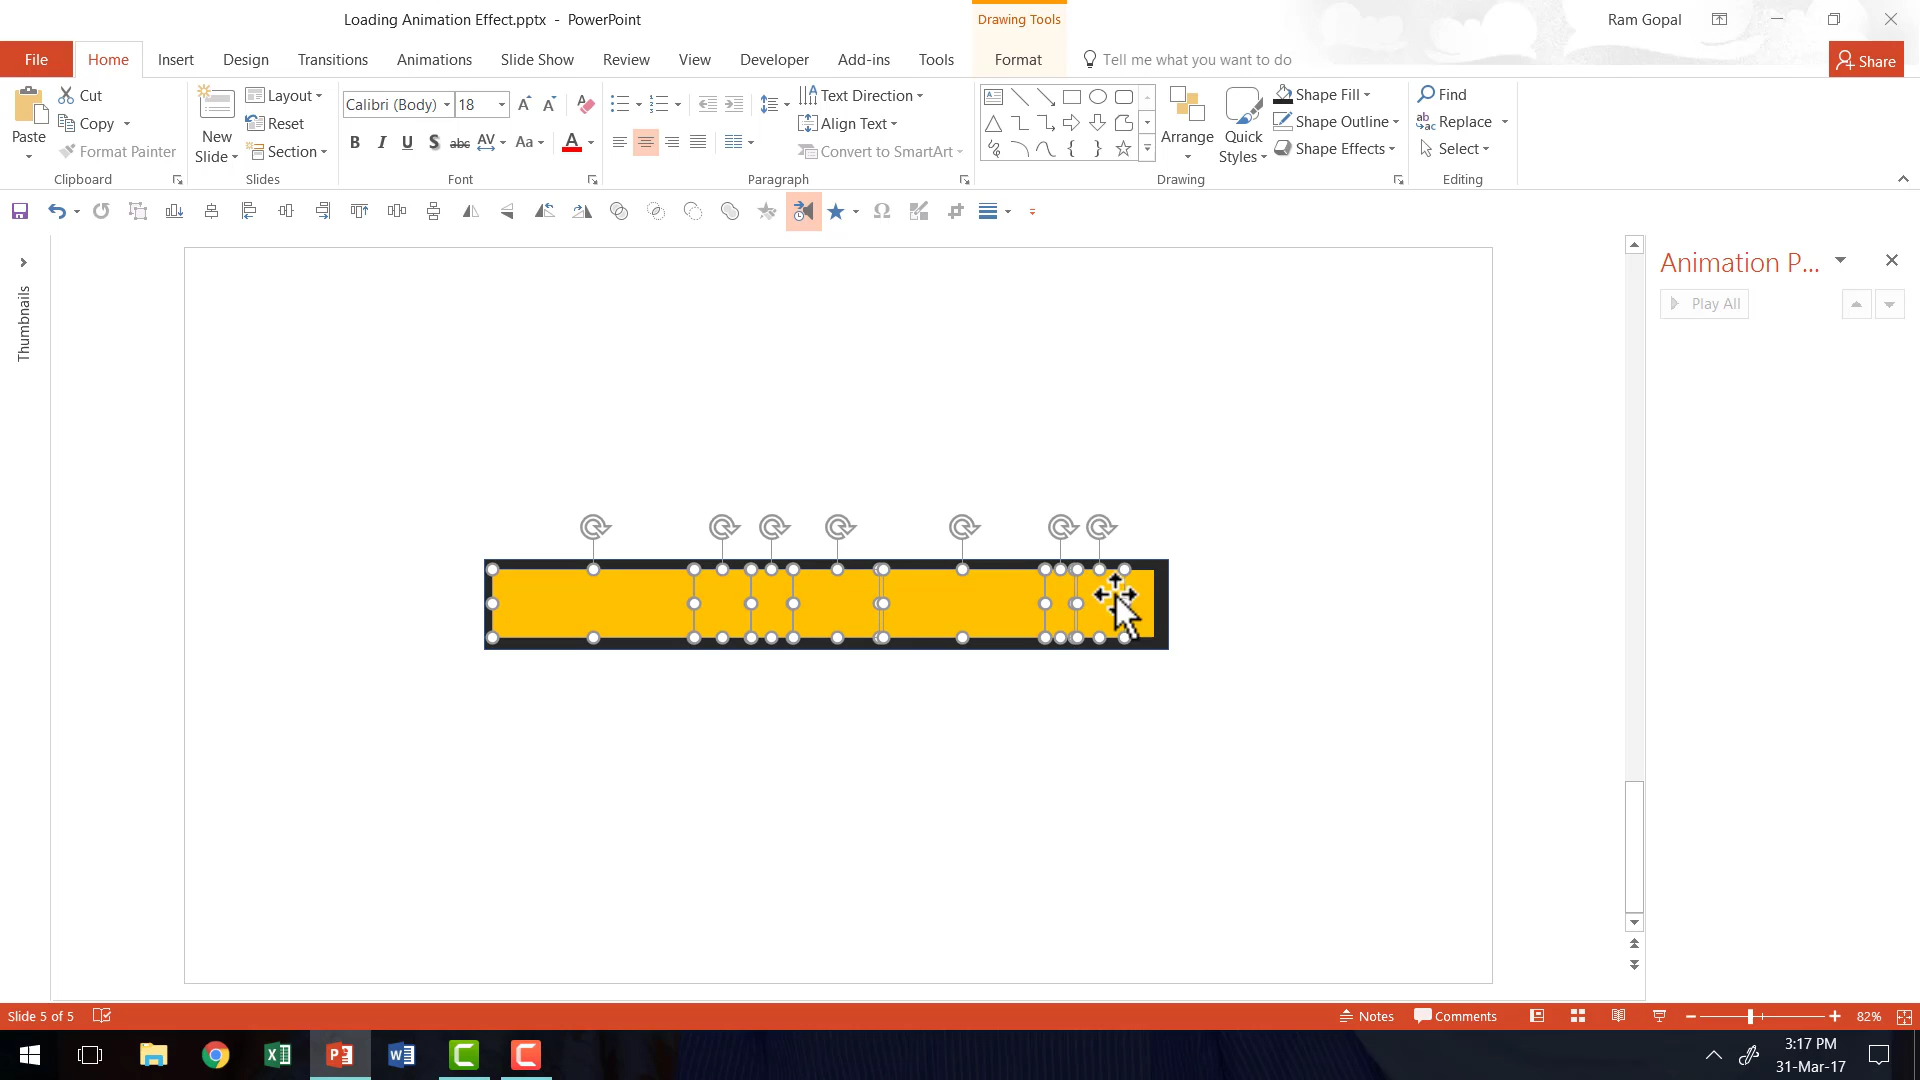 Loading Animation Effect.pptx - PowerPoint
Drawing Tools
Ram Gopal
File
Home
Insert
Design
Transitions
Animations
Slide Show
Review
View
Developer
Add-ins
Tools
Format
Tell me what you want to do
Share
Paste
Cut
Copy
Format Painter
Clipboard
New
Slide
Layout
Reset
Section
Slides
Calibri (Body)
18
B
I
U
S
abc
AV
Aa
A
Font
Text Direction
Align Text
Convert to SmartArt
Paragraph
Arrange
Quick
Styles
Shape Fill
Shape Outline
Shape Effects
Drawing
Find
Replace
Select
Editing
Thumbnails
Animation P...
Play All
Slide 5 of 5
Notes
Comments
82%
3:17 PM
31-Mar-17